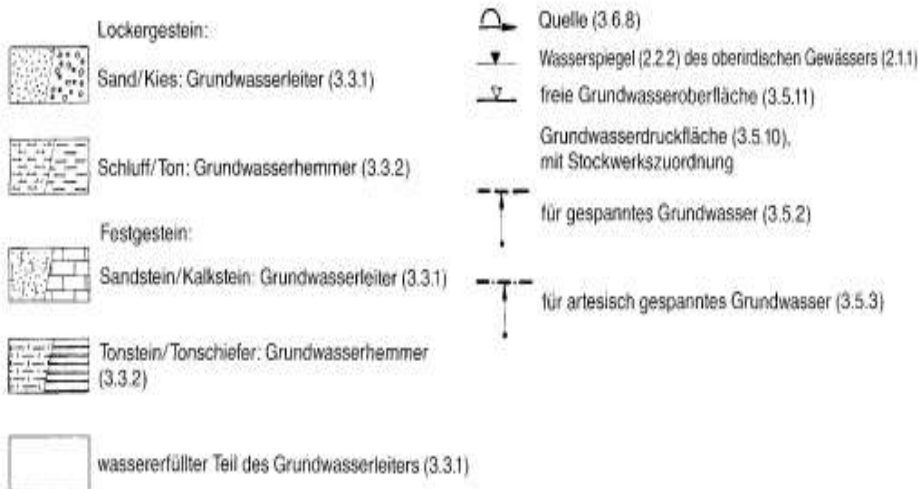 Lockergestein:
Sand/Kies: Grundwasserleiter (3.3.1)
Schluff/Ton: Grundwasserhemmer (3.3.2)
Festgestein:
Sandstein/Kalkstein: Grundwasserleiter (3.3.1)
Tonstein/Tonschiefer: Grundwasserhemmer
(3.3.2)
wassererfüllter Teil des Grundwasserleiters (3.3.1)
Quelle (3.6.8)
Wasserspiegel (2.2.2) des oberirdischen Gewässers (2.1.1)
freie Grundwasseroberfläche (3.5.11)
Grundwasserdruckfläche (3.5.10),
mit Stockwerkszuordnung
für gespanntes Grundwasser (3.5.2)
für artesisch gespanntes Grundwasser (3.5.3)